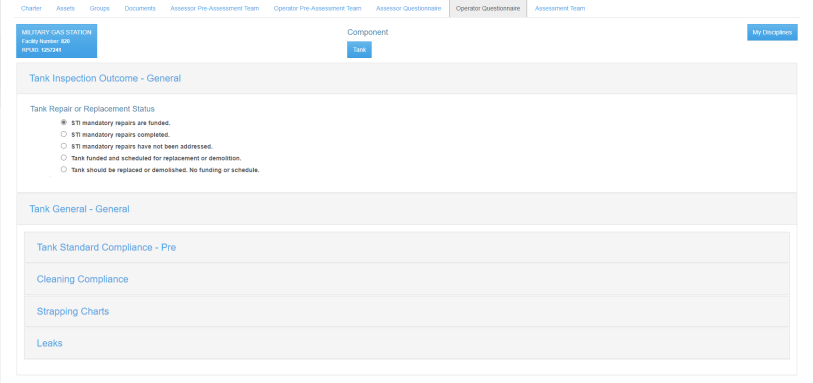 Charter Assets Groups Documents Assessor Pre-Assessment Team Operator Pre-Assessment Team Assessor Questionnaire Operator Questionnaire Assessment Team
MILITARY GAS STATION
Facility Number: 820
RPUID: 1257241
Component
Tank
My Disciplines
Tank Inspection Outcome - General
Tank Repair or Replacement Status
STI mandatory repairs are funded.
STI mandatory repairs completed.
STI mandatory repairs have not been addressed.
Tank funded and scheduled for replacement or demolition.
Tank should be replaced or demolished. No funding or schedule.
Tank General - General
Tank Standard Compliance - Pre
Cleaning Compliance
Strapping Charts
Leaks